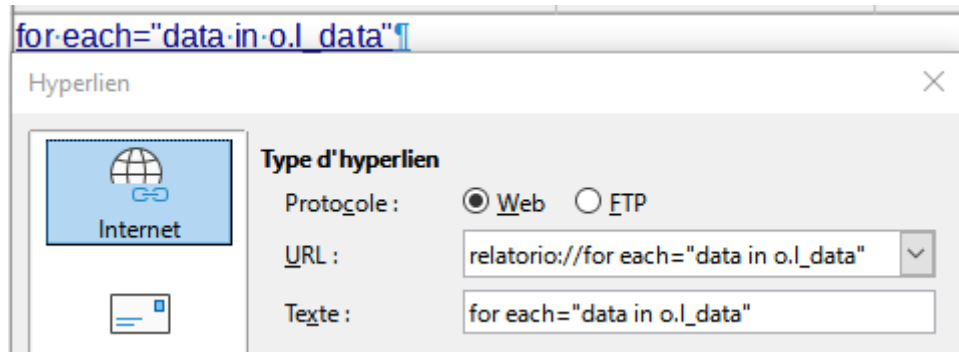 for·each="data·in·o.l_data"¶
Hyperlien
Type d'hyperlien
Protocole : Web FTP
Internet
URL : relatorio://for each="data in o.l_data"
Texte : for each="data in o.l_data"